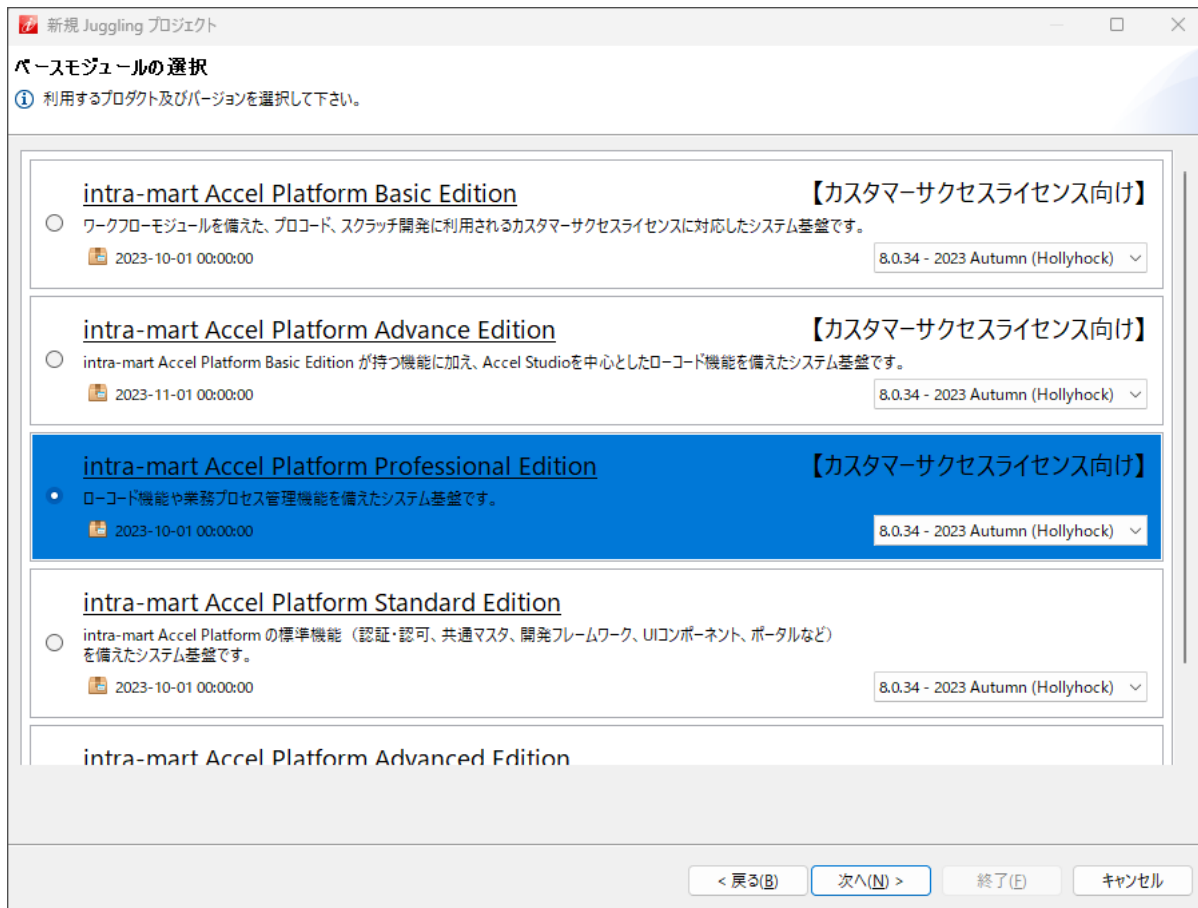 新規 Juggling プロジェクト
ベースモジュールの選択
利用するプロダクト及びバージョンを選択して下さい。
intra-mart Accel Platform Basic Edition 【カスタマーサクセスライセンス向け】
ワークフローモジュールを備えた、プロコード、スクラッチ開発に利用されるカスタマーサクセスライセンスに対応したシステム基盤です。
2023-10-01 00:00:00 8.0.34 - 2023 Autumn (Hollyhock)
intra-mart Accel Platform Advance Edition 【カスタマーサクセスライセンス向け】
intra-mart Accel Platform Basic Edition が持つ機能に加え、Accel Studioを中心としたローコード機能を備えたシステム基盤です。
2023-11-01 00:00:00 8.0.34 - 2023 Autumn (Hollyhock)
intra-mart Accel Platform Professional Edition 【カスタマーサクセスライセンス向け】
ローコード機能や業務プロセス管理機能を備えたシステム基盤です。
2023-10-01 00:00:00 8.0.34 - 2023 Autumn (Hollyhock)
intra-mart Accel Platform Standard Edition
intra-mart Accel Platform の標準機能（認証・認可、共通マスタ、開発フレームワーク、UIコンポーネント、ポータルなど）
を備えたシステム基盤です。
2023-10-01 00:00:00 8.0.34 - 2023 Autumn (Hollyhock)
intra-mart Accel Platform Advanced Edition
< 戻る(B) 次へ(N) > 終了(F) キャンセル